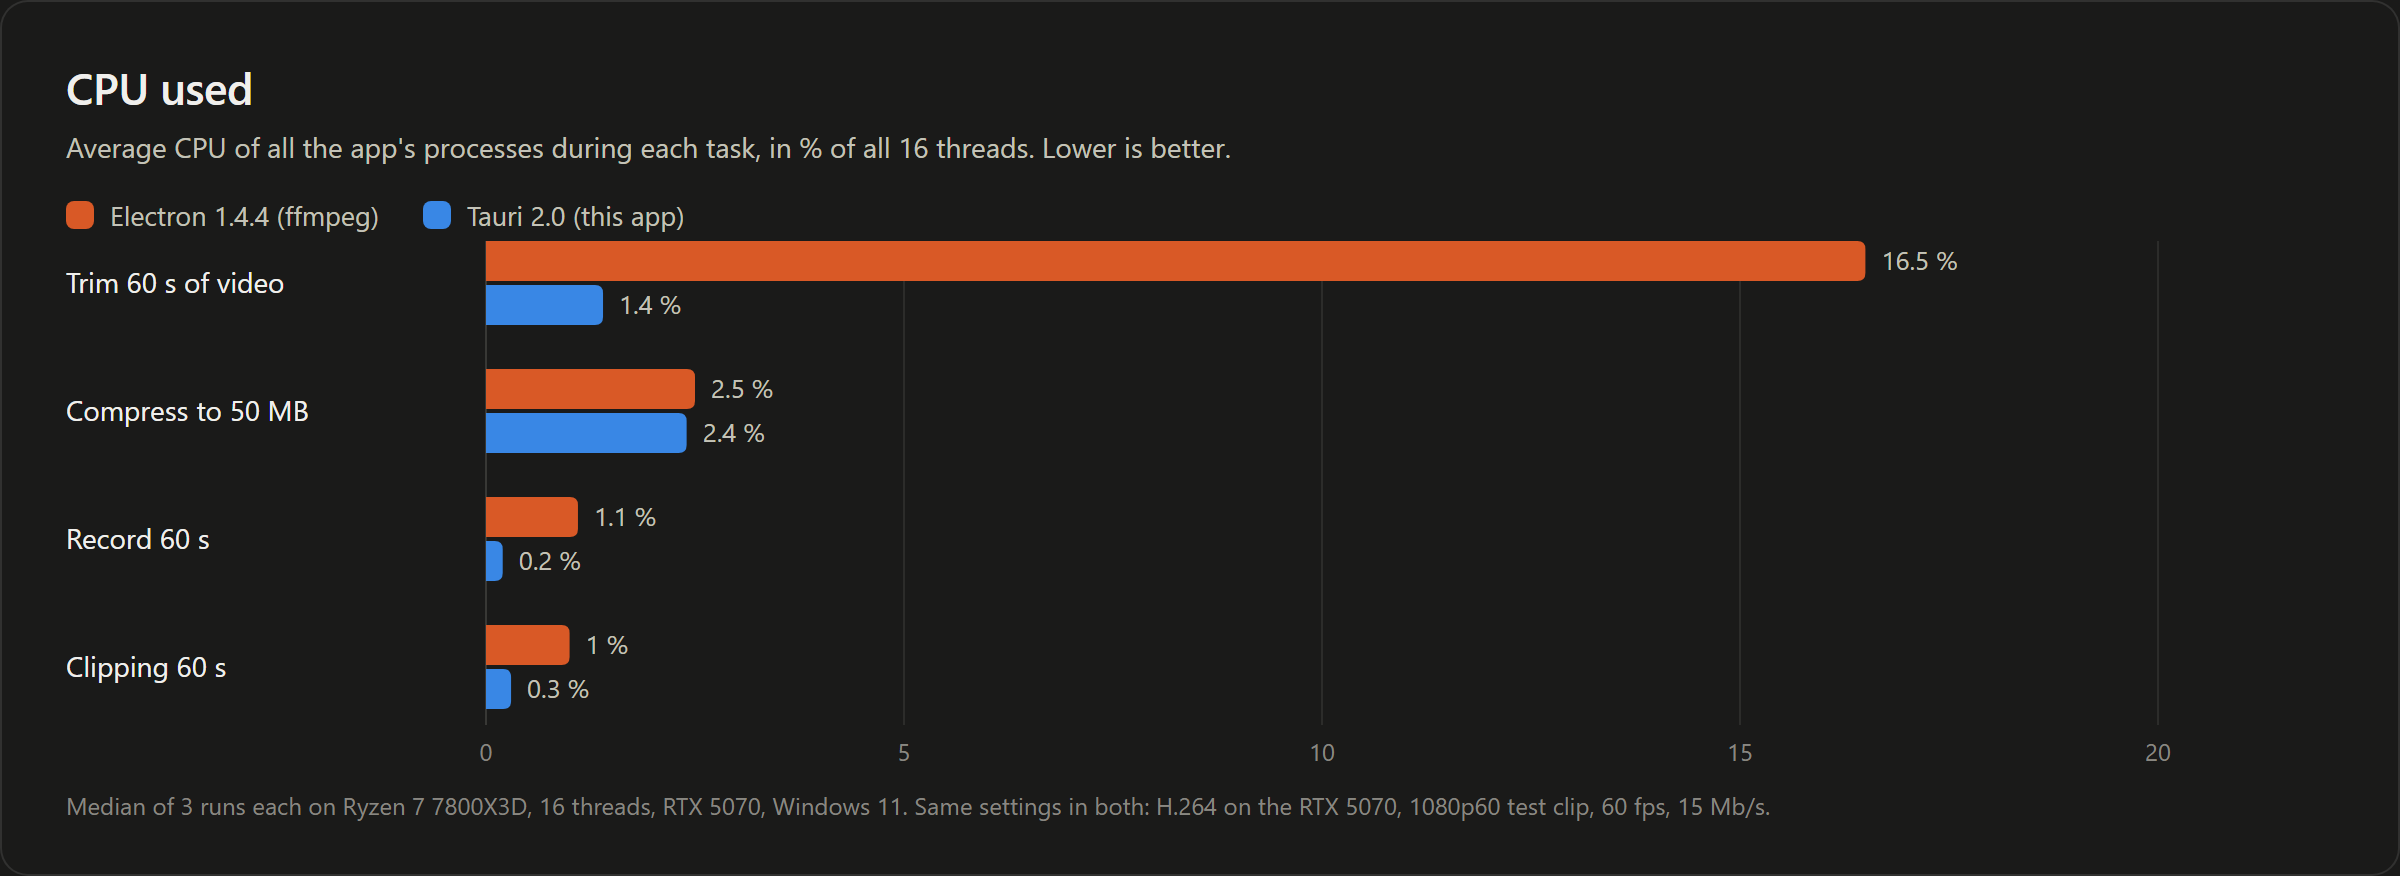 CPU used
Average CPU of all the app's processes during each task, in % of all 16 threads. Lower is better.
Electron 1.4.4 (ffmpeg) Tauri 2.0 (this app)
Trim 60 s of video
16.5 %
1.4 %
Compress to 50 MB
2.5 %
2.4 %
Record 60 s
1.1 %
0.2 %
Clipping 60 s
1 %
0.3 %
0 5 10 15 20
Median of 3 runs each on Ryzen 7 7800X3D, 16 threads, RTX 5070, Windows 11. Same settings in both: H.264 on the RTX 5070, 1080p60 test clip, 60 fps, 15 Mb/s.